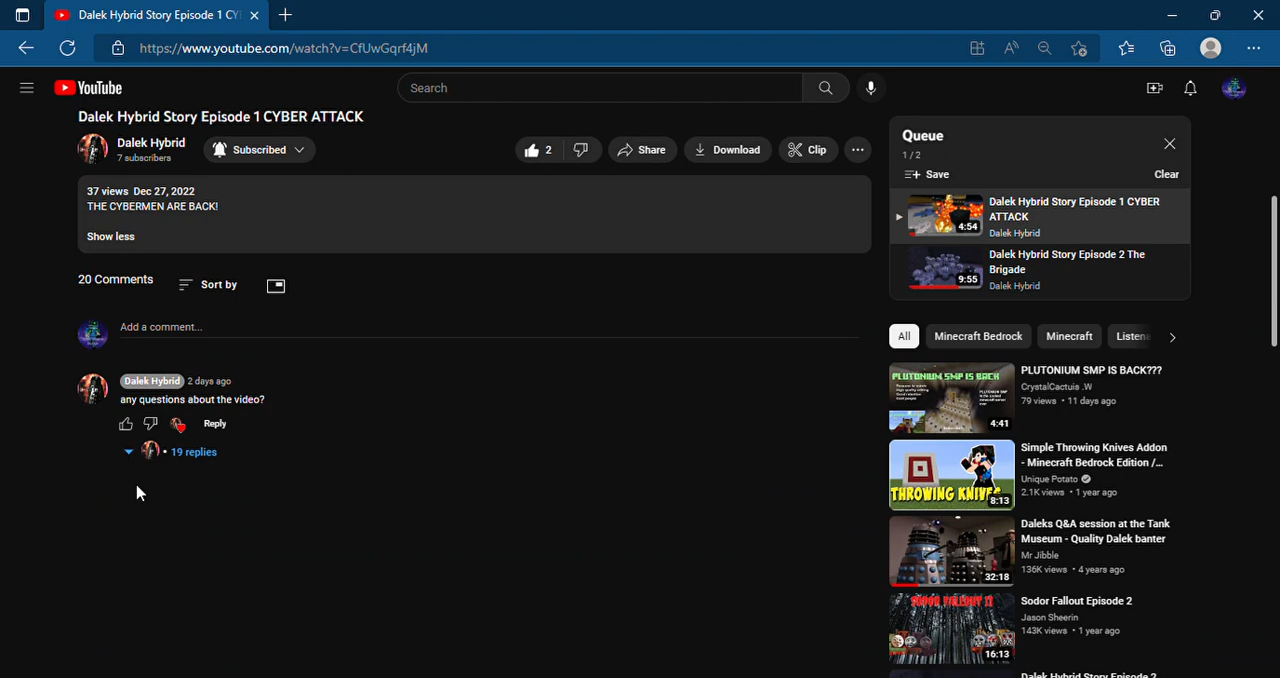 Dalek Hybrid Story Episode 1 CY
https://www.youtube.com/watch?v=CfUwGqrf4jM
YouTube
Search
Dalek Hybrid Story Episode 1 CYBER ATTACK
Dalek Hybrid
7 subscribers
Subscribed
2
Share
Download
Clip
37 views Dec 27, 2022
THE CYBERMEN ARE BACK!
Show less
20 Comments
Sort by
Add a comment...
Dalek Hybrid 2 days ago
any questions about the video?
Reply
• 19 replies
Queue
1 / 2
Save
Clear
4:54
Dalek Hybrid Story Episode 1 CYBER
ATTACK
Dalek Hybrid
9:55
Dalek Hybrid Story Episode 2 The
Brigade
Dalek Hybrid
All
Minecraft Bedrock
Minecraft
Listene
PLUTONIUM SMP IS BACK
4:41
PLUTONIUM SMP IS BACK???
CrystalCactuis .W
79 views • 11 days ago
THROWING KNIVES
8:13
Simple Throwing Knives Addon
- Minecraft Bedrock Edition /...
Unique Potato
2.1K views • 1 year ago
32:18
Daleks Q&A session at the Tank
Museum - Quality Dalek banter
Mr Jibble
136K views • 4 years ago
SODOR FALLOUT II
16:13
Sodor Fallout Episode 2
Jason Sheerin
143K views • 1 year ago
Dalek Hybrid Story Episode 2